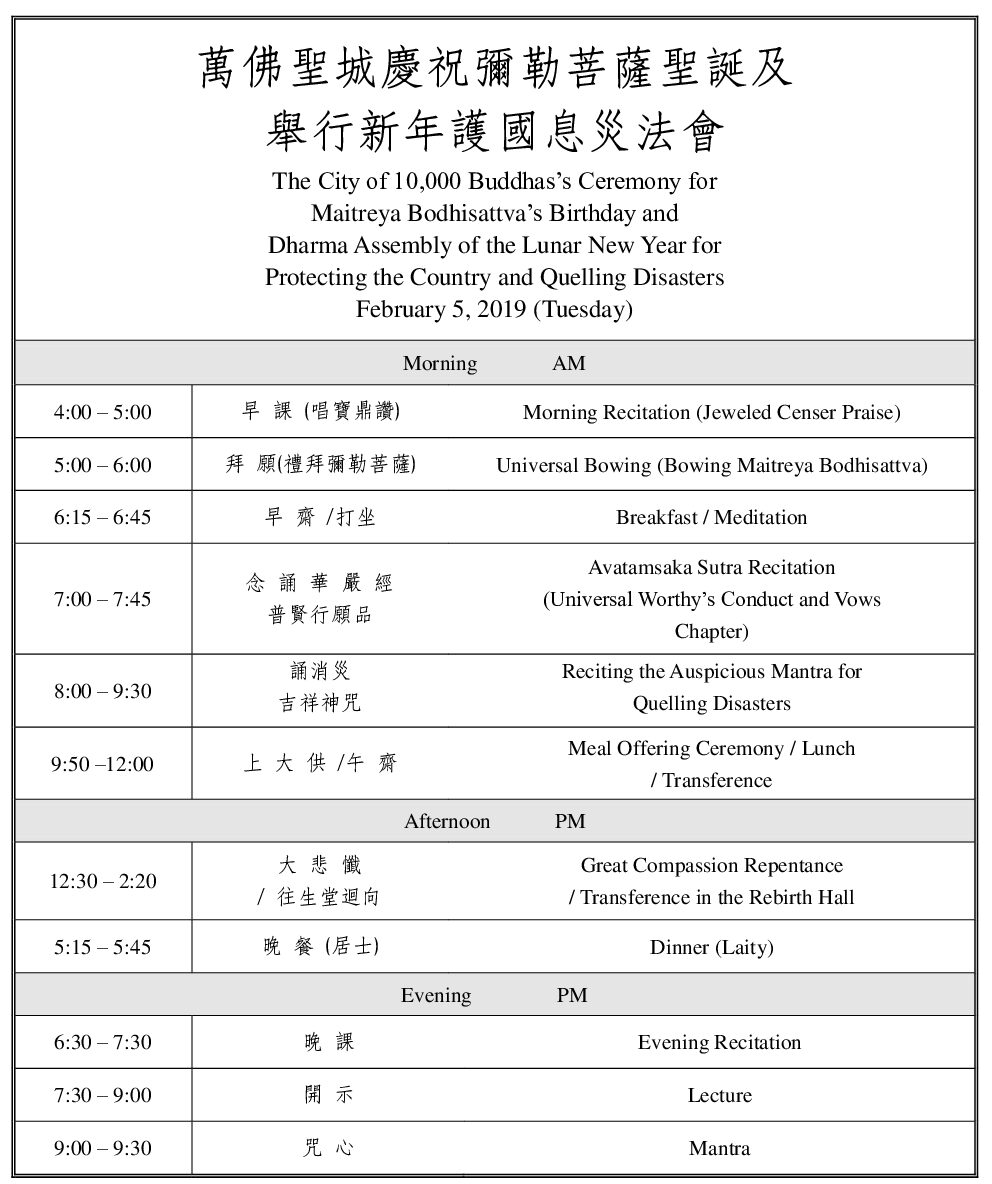 萬佛聖城慶祝彌勒菩薩聖誕及
舉行新年護國息災法會
The City of 10,000 Buddhas’s Ceremony for
Maitreya Bodhisattva’s Birthday and
Dharma Assembly of the Lunar New Year for
Protecting the Country and Quelling Disasters
February 5, 2019 (Tuesday)
Morning AM
4:00 – 5:00 早 課 (唱寶鼎讚) Morning Recitation (Jeweled Censer Praise)
5:00 – 6:00 拜 願(禮拜彌勒菩薩) Universal Bowing (Bowing Maitreya Bodhisattva)
6:15 – 6:45 早 齋 /打坐 Breakfast / Meditation
7:00 – 7:45
念 誦 華 嚴 經
普賢行願品
Avatamsaka Sutra Recitation
(Universal Worthy’s Conduct and Vows
Chapter)
8:00 – 9:30
誦消災
吉祥神咒
Reciting the Auspicious Mantra for
Quelling Disasters
9:50 –12:00 上 大 供 /午 齋
Meal Offering Ceremony / Lunch
/ Transference
Afternoon PM
12:30 – 2:20
大 悲 懺
/ 往生堂迴向
Great Compassion Repentance
/ Transference in the Rebirth Hall
5:15 – 5:45 晚 餐 (居士) Dinner (Laity)
Evening PM
6:30 – 7:30 晚 課 Evening Recitation
7:30 – 9:00 開 示 Lecture
9:00 – 9:30 咒 心 Mantra